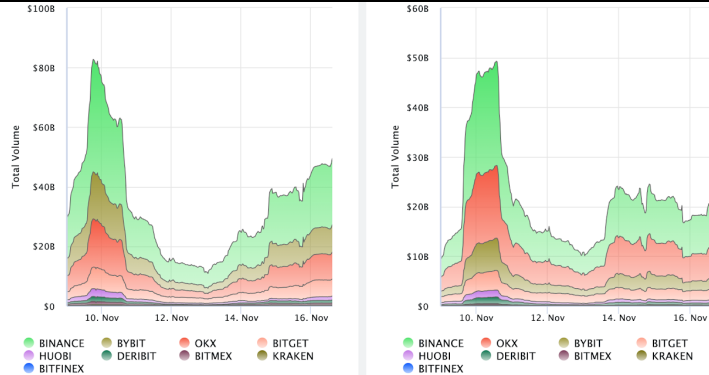 $100B
$80B
$60B
$40B
$20B
$0
Total Volume
10. Nov 12. Nov 14. Nov 16. Nov
BINANCE BYBIT OKX BITGET
HUOBI DERIBIT BITMEX KRAKEN
BITFINEX
$60B
$50B
$40B
$30B
$20B
$10B
$0
Total Volume
10. Nov 12. Nov 14. Nov 16. Nov
BINANCE OKX BYBIT BITGET
HUOBI DERIBIT BITMEX KRAKEN
BITFINEX